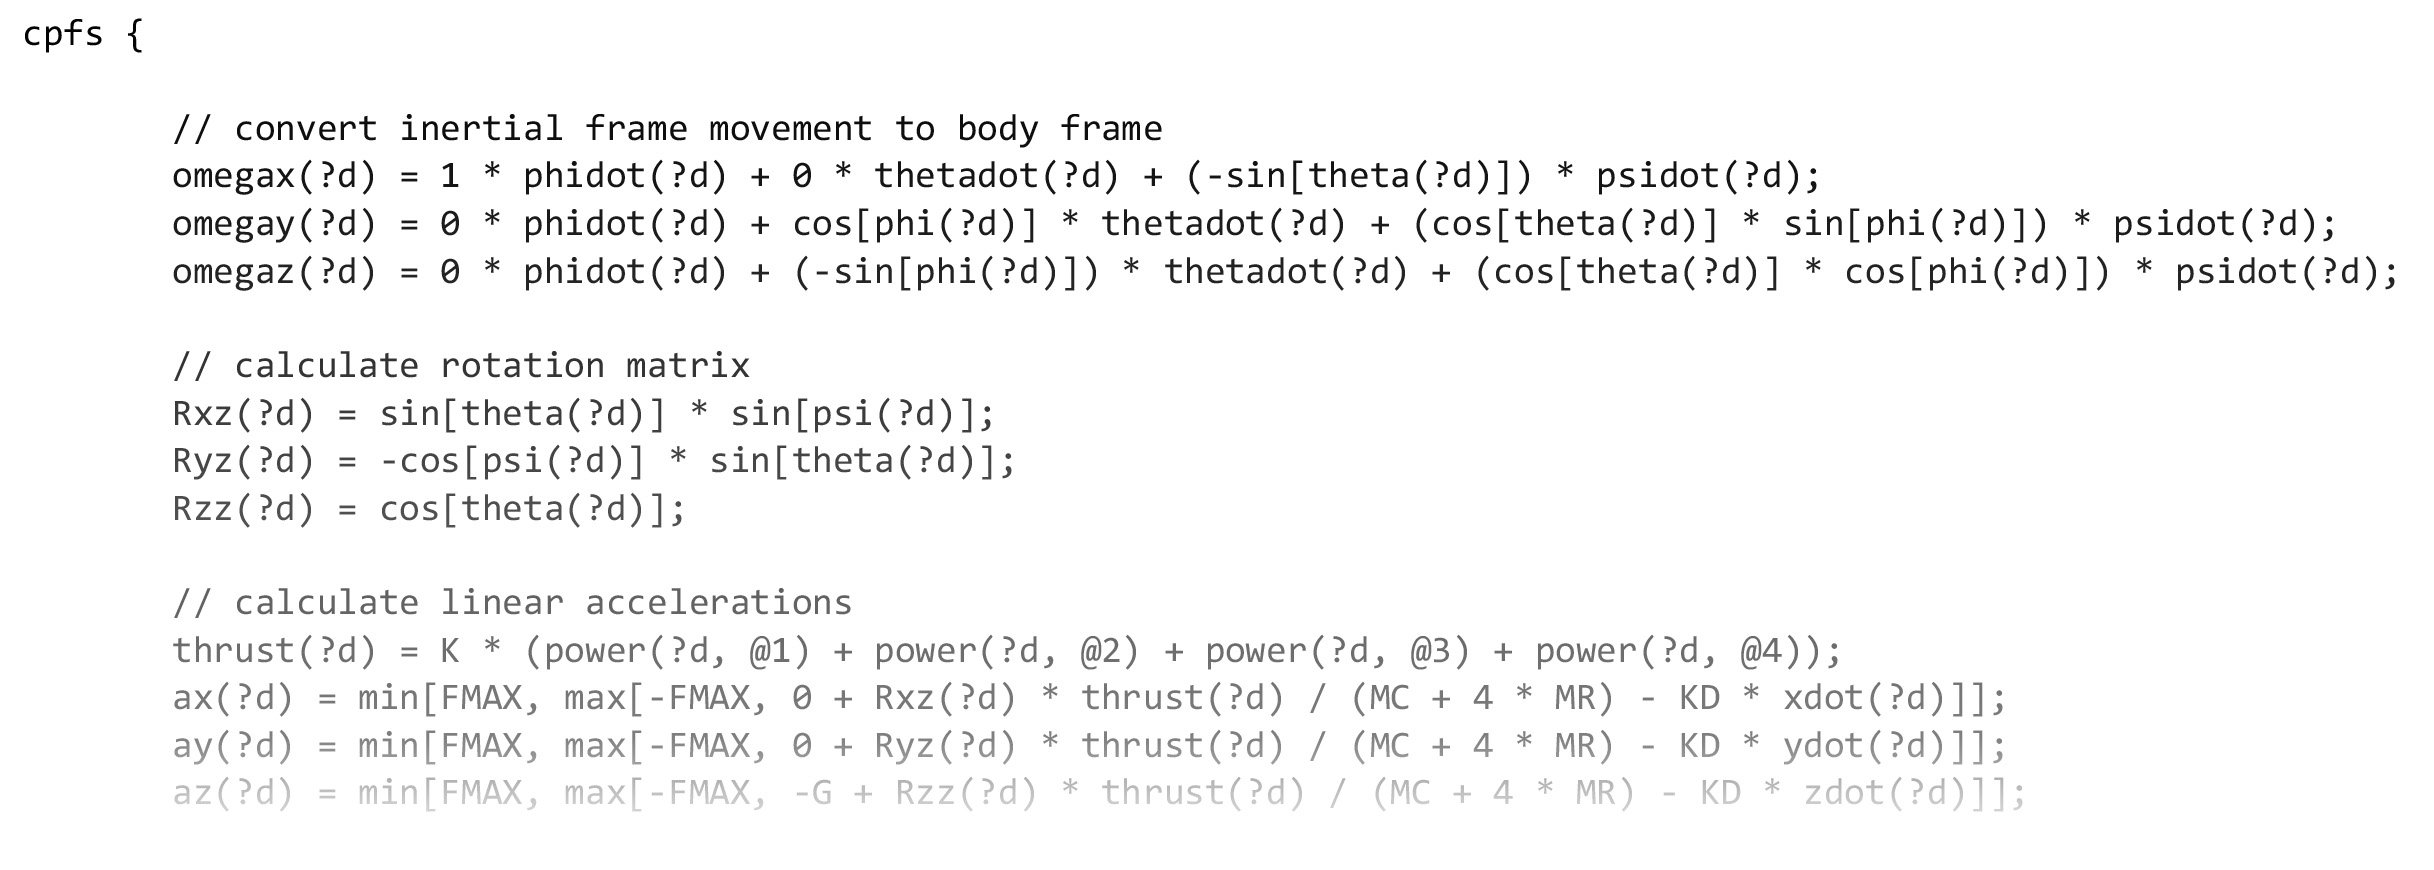 cpfs {
// convert inertial frame movement to body frame
omegax(?d) = 1 * phidot(?d) + 0 * thetadot(?d) + (-sin[theta(?d)]) * psidot(?d);
omegay(?d) = 0 * phidot(?d) + cos[phi(?d)] * thetadot(?d) + (cos[theta(?d)] * sin[phi(?d)]) * psidot(?d);
omegaz(?d) = 0 * phidot(?d) + (-sin[phi(?d)]) * thetadot(?d) + (cos[theta(?d)] * cos[phi(?d)]) * psidot(?d);
// calculate rotation matrix
Rxz(?d) = sin[theta(?d)] * sin[psi(?d)];
Ryz(?d) = -cos[psi(?d)] * sin[theta(?d)];
Rzz(?d) = cos[theta(?d)];
// calculate linear accelerations
thrust(?d) = K * (power(?d, @1) + power(?d, @2) + power(?d, @3) + power(?d, @4));
ax(?d) = min[FMAX, max[-FMAX, 0 + Rxz(?d) * thrust(?d) / (MC + 4 * MR) - KD * xdot(?d)]];
ay(?d) = min[FMAX, max[-FMAX, 0 + Ryz(?d) * thrust(?d) / (MC + 4 * MR) - KD * ydot(?d)]];
az(?d) = min[FMAX, max[-FMAX, -G + Rzz(?d) * thrust(?d) / (MC + 4 * MR) - KD * zdot(?d)]];